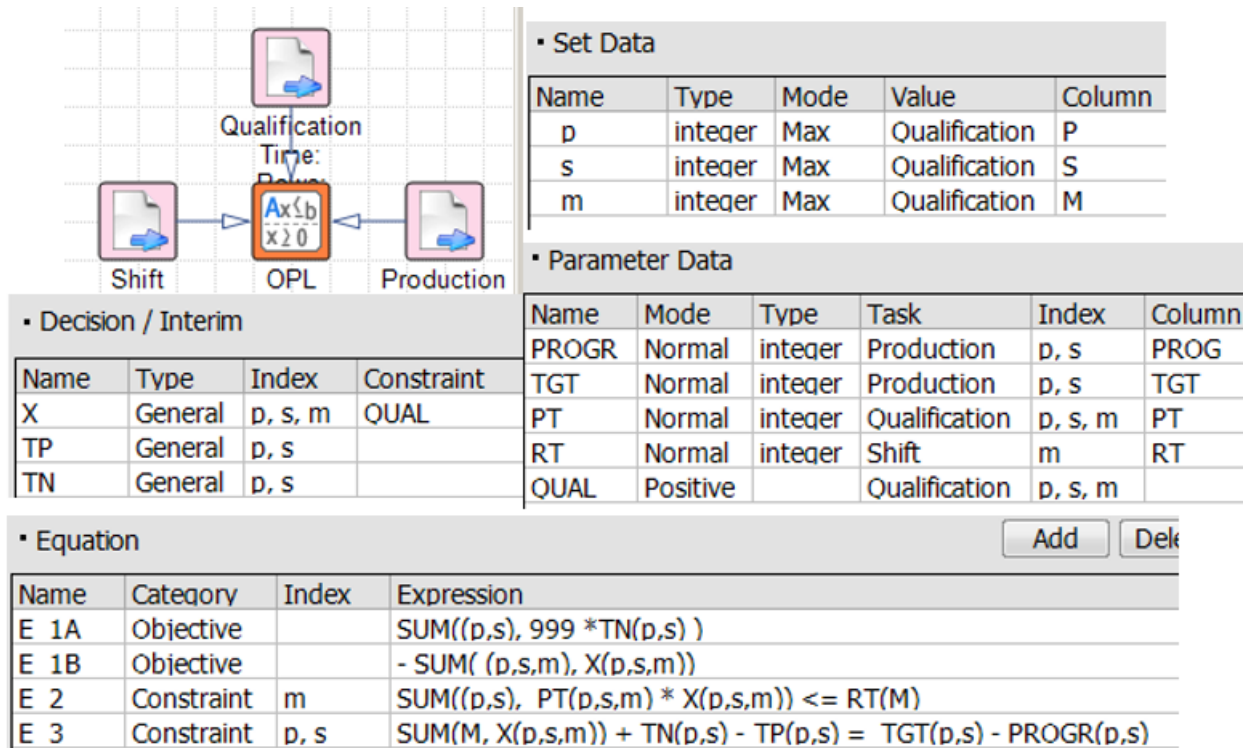 Qualification
Time:
Rows:
Ax≤b
x≥0
Shift
OPL
Production
▪ Set Data
Name Type Mode Value Column
p integer Max Qualification P
s integer Max Qualification S
m integer Max Qualification M
▪ Parameter Data
Name Mode Type Task Index Column
PROGR Normal integer Production p, s PROG
TGT Normal integer Production p, s TGT
PT Normal integer Qualification p, s, m PT
RT Normal integer Shift m RT
QUAL Positive Qualification p, s, m
▪ Decision / Interim
Name Type Index Constraint
X General p, s, m QUAL
TP General p, s
TN General p, s
▪ Equation
Add
Dele
Name Category Index Expression
E 1A Objective SUM((p,s), 999 *TN(p,s) )
E 1B Objective - SUM( (p,s,m), X(p,s,m))
E 2 Constraint m SUM((p,s), PT(p,s,m) * X(p,s,m)) <= RT(M)
E 3 Constraint p, s SUM(M, X(p,s,m)) + TN(p,s) - TP(p,s) = TGT(p,s) - PROGR(p,s)